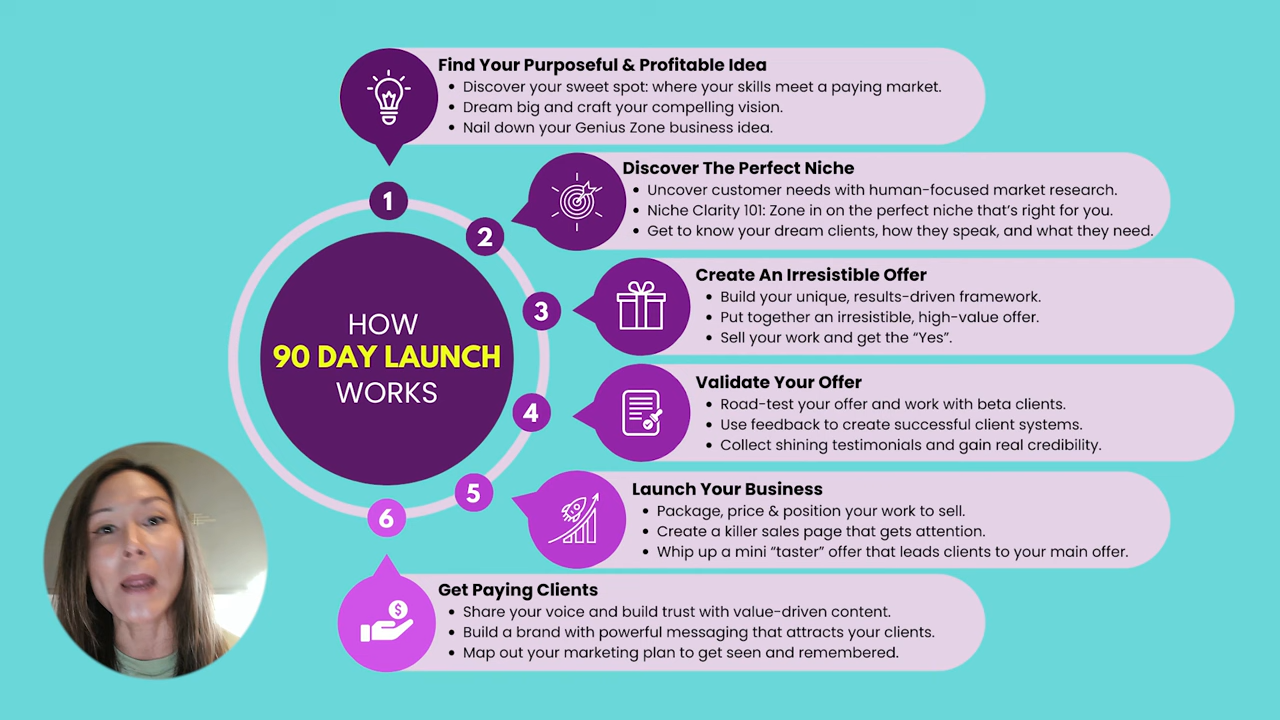 Find Your Purposeful & Profitable Idea
• Discover your sweet spot: where your skills meet a paying market.
• Dream big and craft your compelling vision.
• Nail down your Genius Zone business idea.
Discover The Perfect Niche
• Uncover customer needs with human-focused market research.
• Niche Clarity 101: Zone in on the perfect niche that's right for you.
• Get to know your dream clients, how they speak, and what they need.
Create An Irresistible Offer
• Build your unique, results-driven framework.
• Put together an irresistible, high-value offer.
• Sell your work and get the “Yes”.
Validate Your Offer
• Road-test your offer and work with beta clients.
• Use feedback to create successful client systems.
• Collect shining testimonials and gain real credibility.
Launch Your Business
• Package, price & position your work to sell.
• Create a killer sales page that gets attention.
• Whip up a mini “taster” offer that leads clients to your main offer.
Get Paying Clients
• Share your voice and build trust with value-driven content.
• Build a brand with powerful messaging that attracts your clients.
• Map out your marketing plan to get seen and remembered.
1
2
3
4
5
6
HOW
90 DAY LAUNCH
WORKS
$